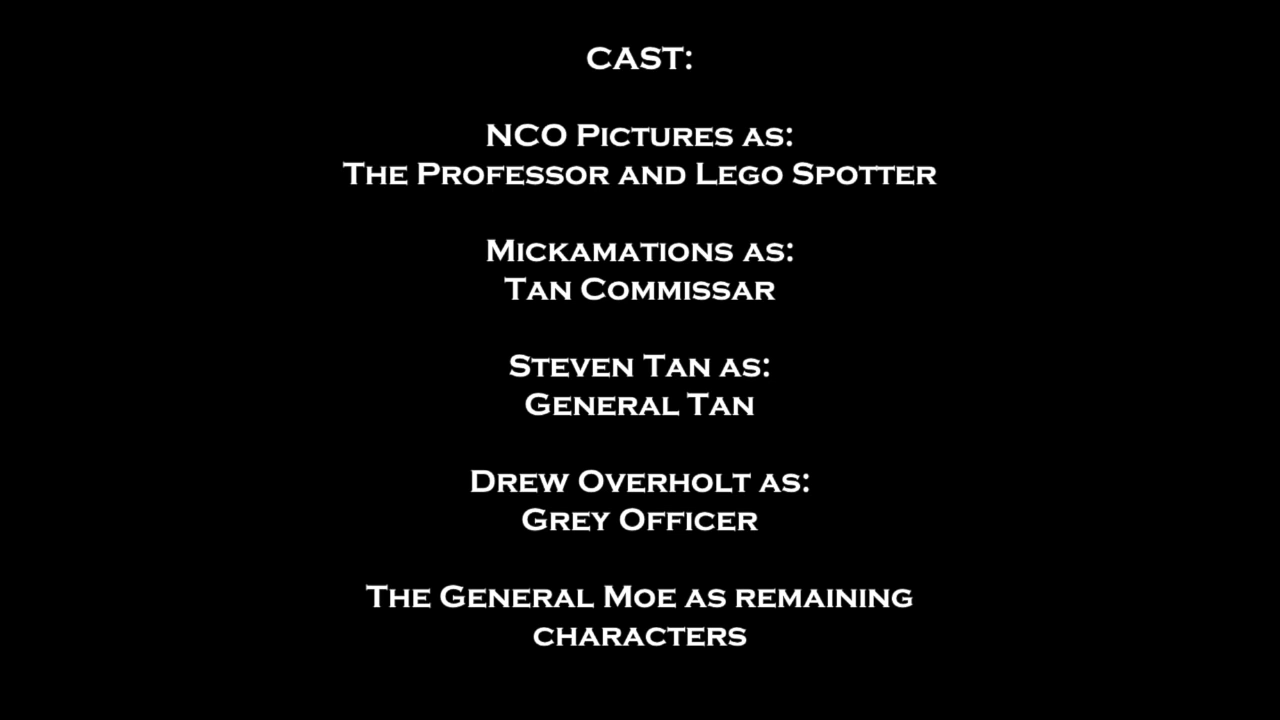 CAST:
NCO Pictures as:
The Professor and Lego Spotter
Mickamations as:
Tan Commissar
Steven Tan as:
General Tan
Drew Overholt as:
Grey Officer
The General Moe as remaining
characters